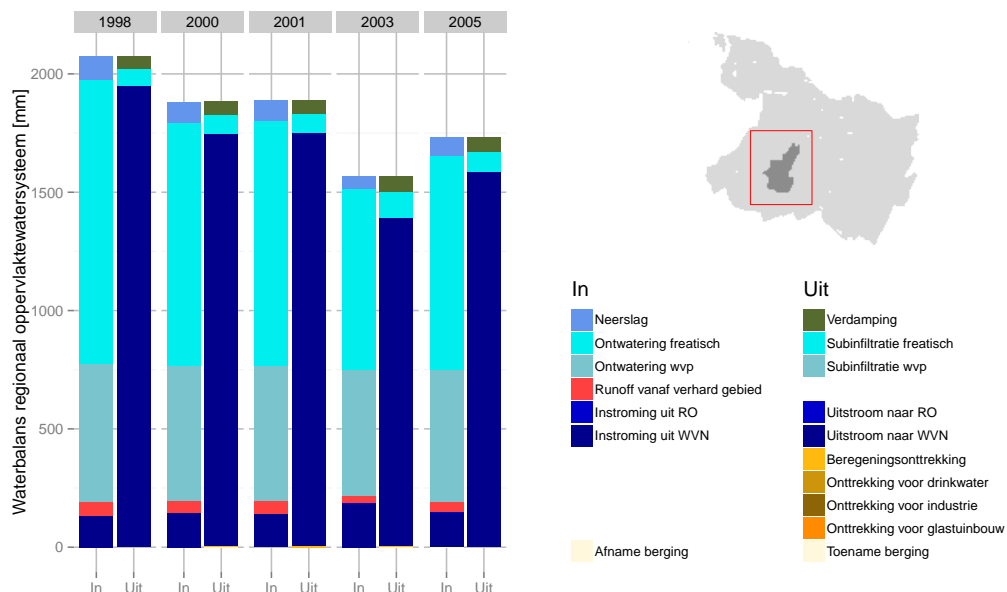 1998 2000 2001 2003 2005
Waterbalans regionaal oppervlaktewatersysteem [mm]
2000
1500
1000
500
0
In Uit In Uit In Uit In Uit In Uit
In
Neerslag
Ontwatering freatisch
Ontwatering wvp
Runoff vanaf verhard gebied
Instroming uit RO
Instroming uit WVN
Afname berging
Uit
Verdamping
Subinfiltratie freatisch
Subinfiltratie wvp
Uitstroom naar RO
Uitstroom naar WVN
Beregeningsonttrekking
Onttrekking voor drinkwater
Onttrekking voor industrie
Onttrekking voor glastuinbouw
Toename berging